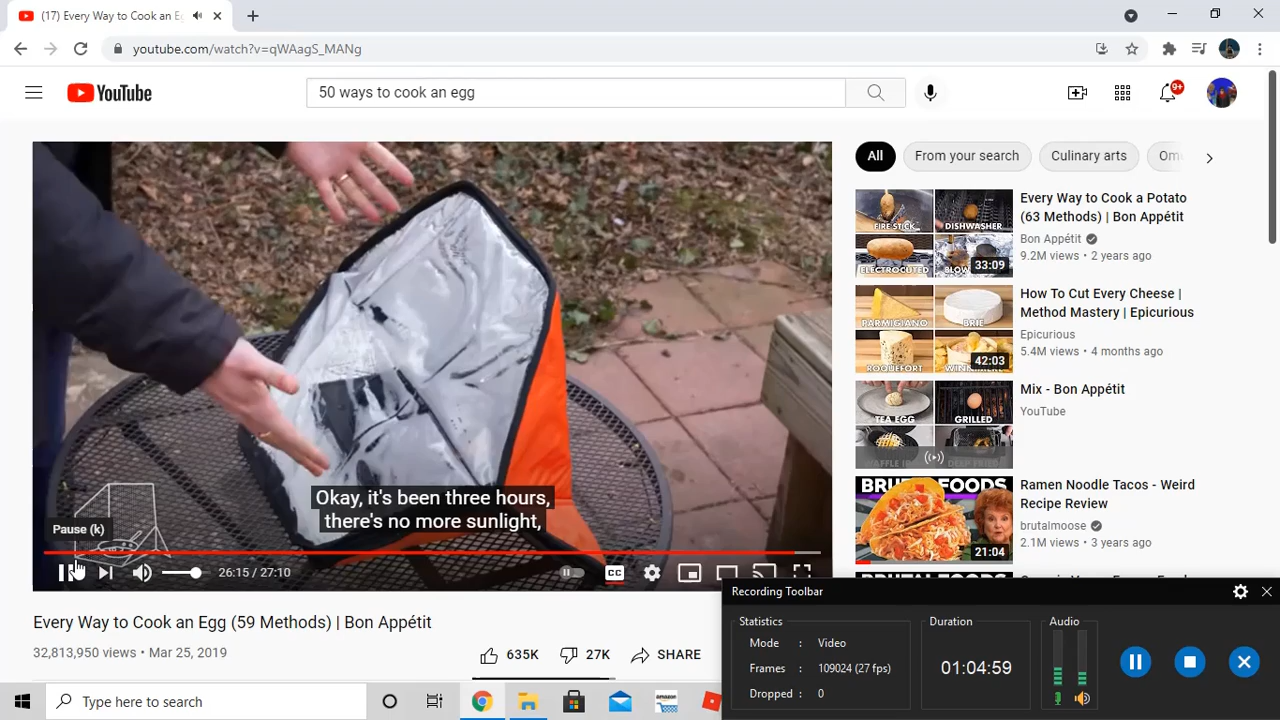 (17) Every Way to Cook an E
youtube.com/watch?v=qWAagS_MANg
YouTube
50 ways to cook an egg
9+
Okay, it's been three hours,
there's no more sunlight,
Pause (k)
26:15 / 27:10
CC
Every Way to Cook an Egg (59 Methods) | Bon Appétit
32,813,950 views • Mar 25, 2019
635K
27K
SHARE
All
From your search
Culinary arts
Om
FIRE STICK
DISHWASHER
ELECTROCUTED
33:09
Every Way to Cook a Potato
(63 Methods) | Bon Appétit
Bon Appétit
9.2M views • 2 years ago
PARMIGIANO
BRIE
ROQUEFORT
42:03
How To Cut Every Cheese |
Method Mastery | Epicurious
Epicurious
5.4M views • 4 months ago
TEA EGG
GRILLED
Mix - Bon Appétit
YouTube
21:04
Ramen Noodle Tacos - Weird
Recipe Review
brutalmoose
2.1M views • 3 years ago
Recording Toolbar
Statistics
Mode : Video
Frames : 109024 (27 fps)
Dropped : 0
Duration
01:04:59
Audio
Type here to search